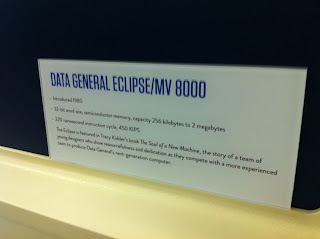 DATA GENERAL ECLIPSE/MV 8000
• Introduced 1980
• 32-bit word size, semiconductor memory, capacity 256 kilobytes to 2 megabytes
• 220 nanosecond instruction cycle, 450 KIPS
The Eclipse is featured in Tracy Kidder's book The Soul of a New Machine, the story of a team of
young designers who show resourcefulness and dedication as they compete with a more experienced
team to produce Data General's next-generation computer.